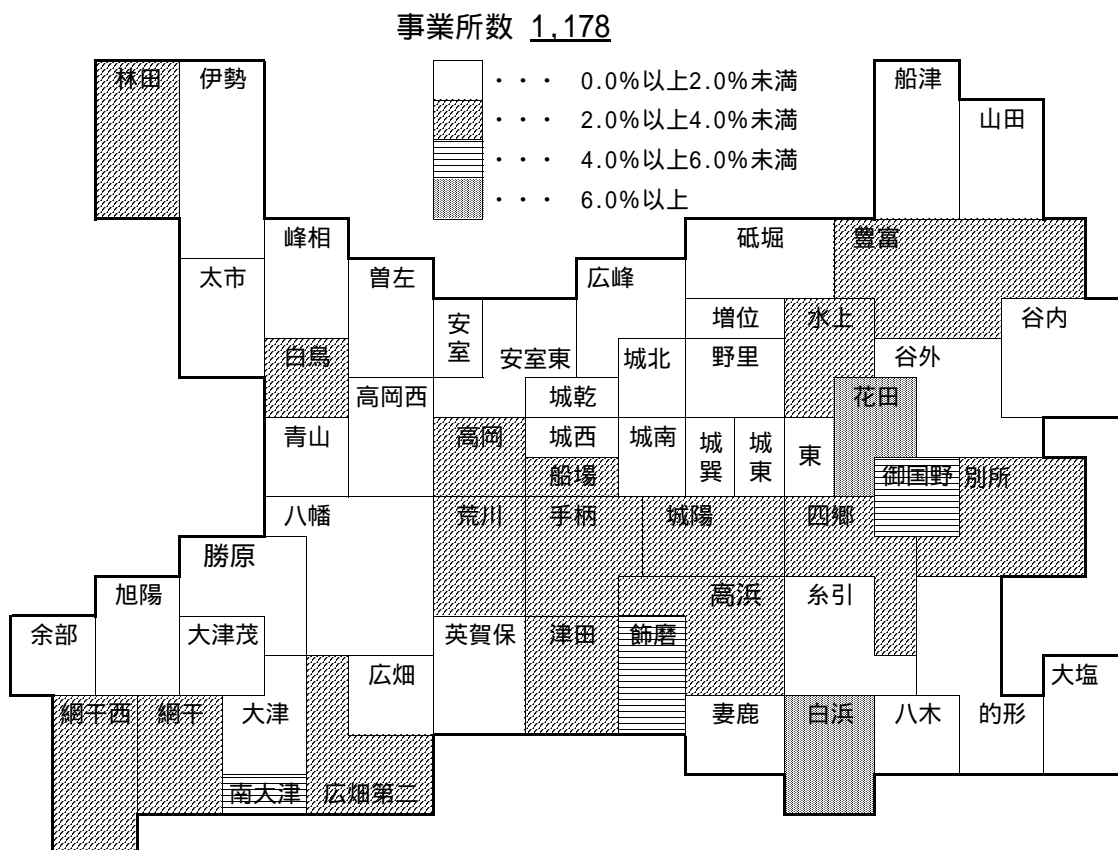 事業所数 1,178
・・・ 0.0%以上2.0%未満
・・・ 2.0%以上4.0%未満
・・・ 4.0%以上6.0%未満
・・・ 6.0%以上
林田 伊勢 船津
山田
峰相 砥堀 豊富
太市 曽左 広峰
安室 増位 水上 谷内
白鳥 安室東 城北 野里 谷外
高岡西 城乾 花田
青山 高岡 城西 城南 城巽 城東 東
船場 御国野 別所
八幡 荒川 手柄 城陽 四郷
勝原
旭陽 高浜 糸引
余部 大津茂 英賀保 津田 飾磨
広畑 大塩
網干西 網干 大津 妻鹿 白浜 八木 的形
南大津 広畑第二